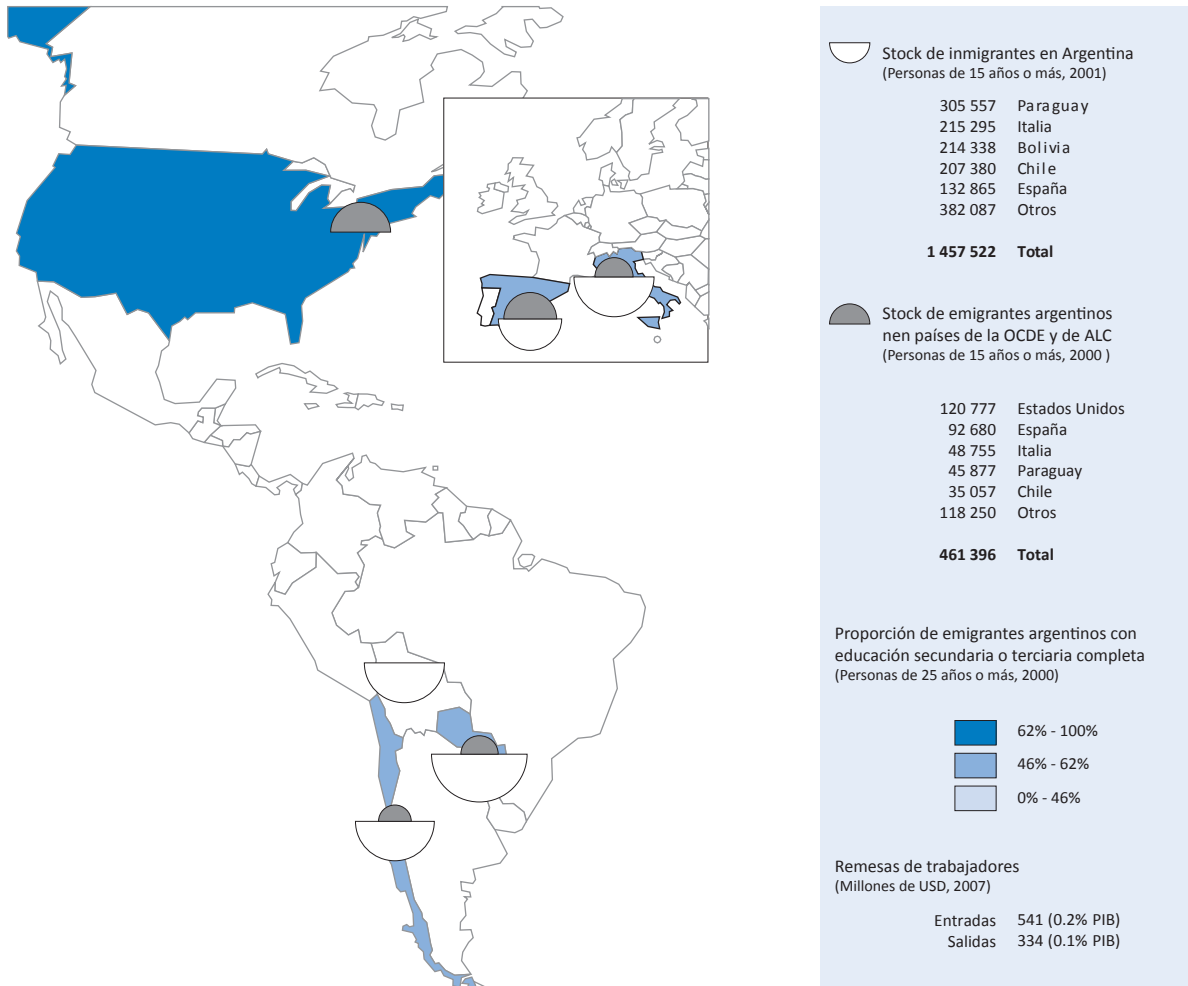 Stock de inmigrantes en Argentina
(Personas de 15 años o más, 2001)
305 557 Paraguay
215 295 Italia
214 338 Bolivia
207 380 Chile
132 865 España
382 087 Otros
1 457 522 Total
Stock de emigrantes argentinos
nen países de la OCDE y de ALC
(Personas de 15 años o más, 2000 )
120 777 Estados Unidos
92 680 España
48 755 Italia
45 877 Paraguay
35 057 Chile
118 250 Otros
461 396 Total
Proporción de emigrantes argentinos con
educación secundaria o terciaria completa
(Personas de 25 años o más, 2000)
62% - 100%
46% - 62%
0% - 46%
Remesas de trabajadores
(Millones de USD, 2007)
Entradas 541 (0.2% PIB)
Salidas 334 (0.1% PIB)